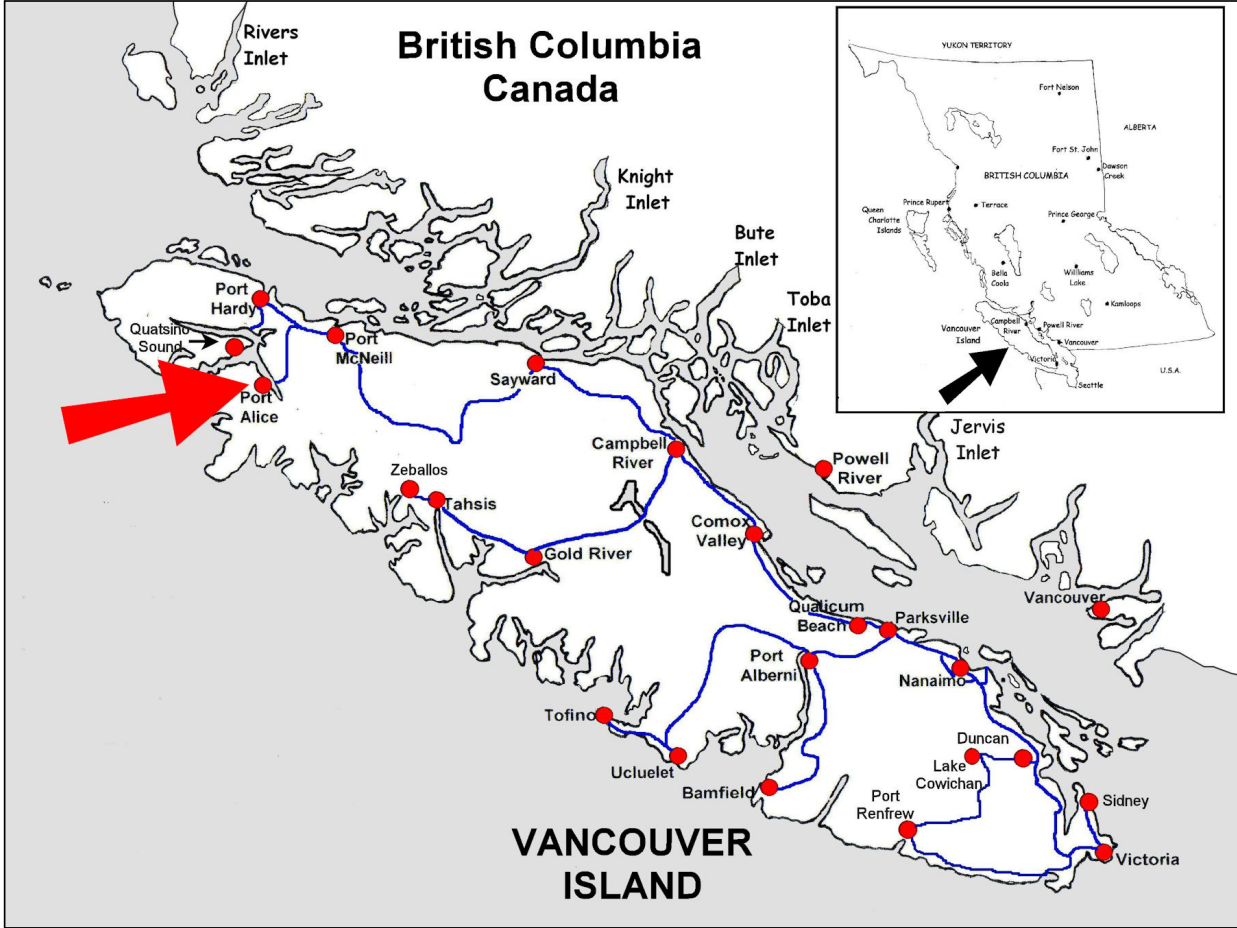 Rivers
Inlet
British Columbia
Canada
Knight
Inlet
Bute
Inlet
Toba
Inlet
Port
Hardy
Quatsino
Sound
Port
McNeill
Port
Alice
Sayward
Campbell
River
Zeballos
Tahsis
Gold River
Comox
Valley
Powell
River
Jervis
Inlet
Vancouver
Qualicum
Beach
Parksville
Port
Alberni
Nanaimo
Tofino
Ucluelet
Bamfield
Duncan
Lake
Cowichan
Port
Renfrew
Sidney
Victoria
VANCOUVER
ISLAND
YUKON TERRITORY
Fort Nelson
ALBERTA
Fort St. John
Dawson
Creek
BRITISH COLUMBIA
Prince Rupert
Terrace
Queen
Charlotte
Islands
Prince George
Bella
Coola
Willliams
Lake
Kamloops
Campbell
River
Powell River
Vancouver
Island
Vancouver
Victoria
Seattle
U.S.A.